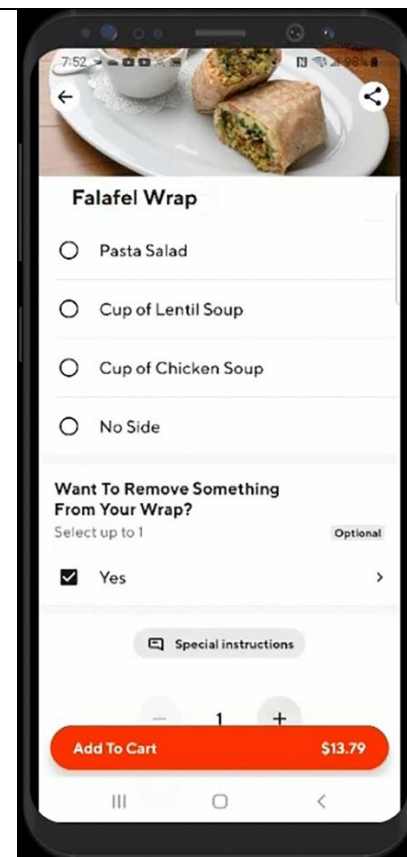 7:52
98%
Falafel Wrap
Pasta Salad
Cup of Lentil Soup
Cup of Chicken Soup
No Side
Want To Remove Something
From Your Wrap?
Select up to 1 Optional
Yes
Special instructions
1
Add To Cart $13.79